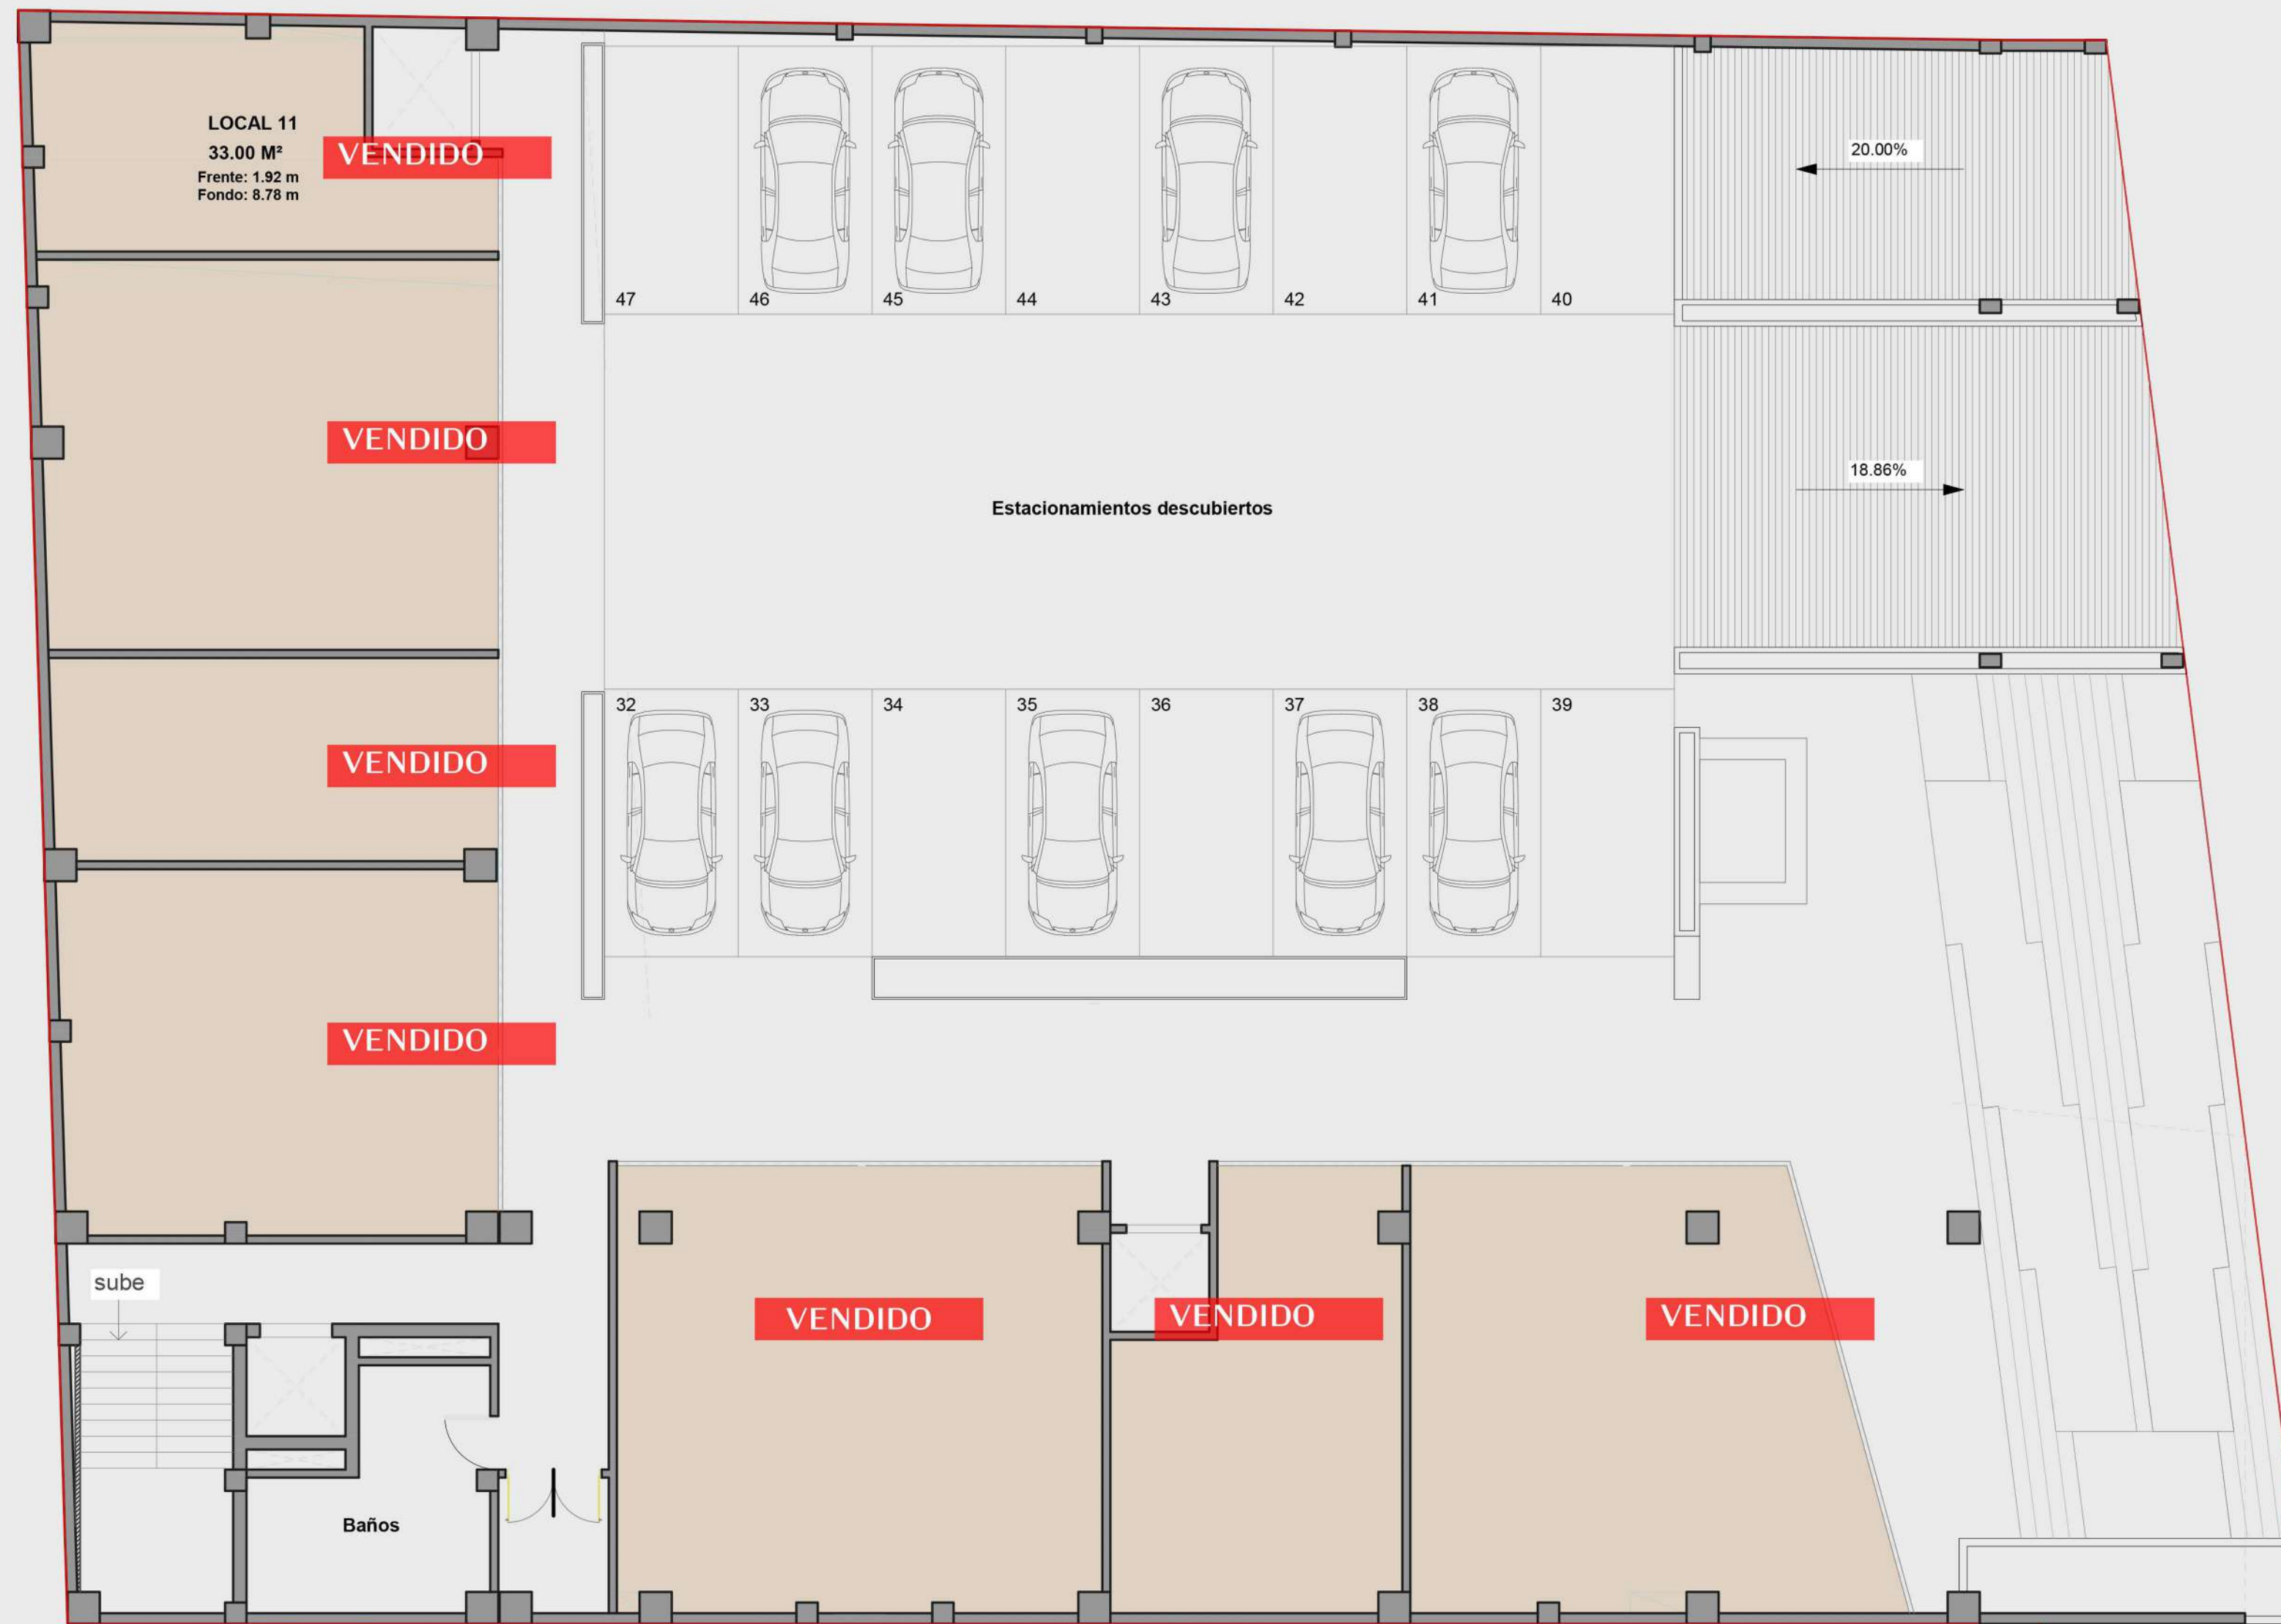 LOCAL 11
33.00 M²
Frente: 1.92 m
Fondo: 8.78 m
VENDIDO
20.00%
47
46
45
44
43
42
41
40
VENDIDO
18.86%
Estacionamientos descubiertos
32
33
34
35
36
37
38
39
VENDIDO
VENDIDO
sube
VENDIDO
VENDIDO
VENDIDO
Baños